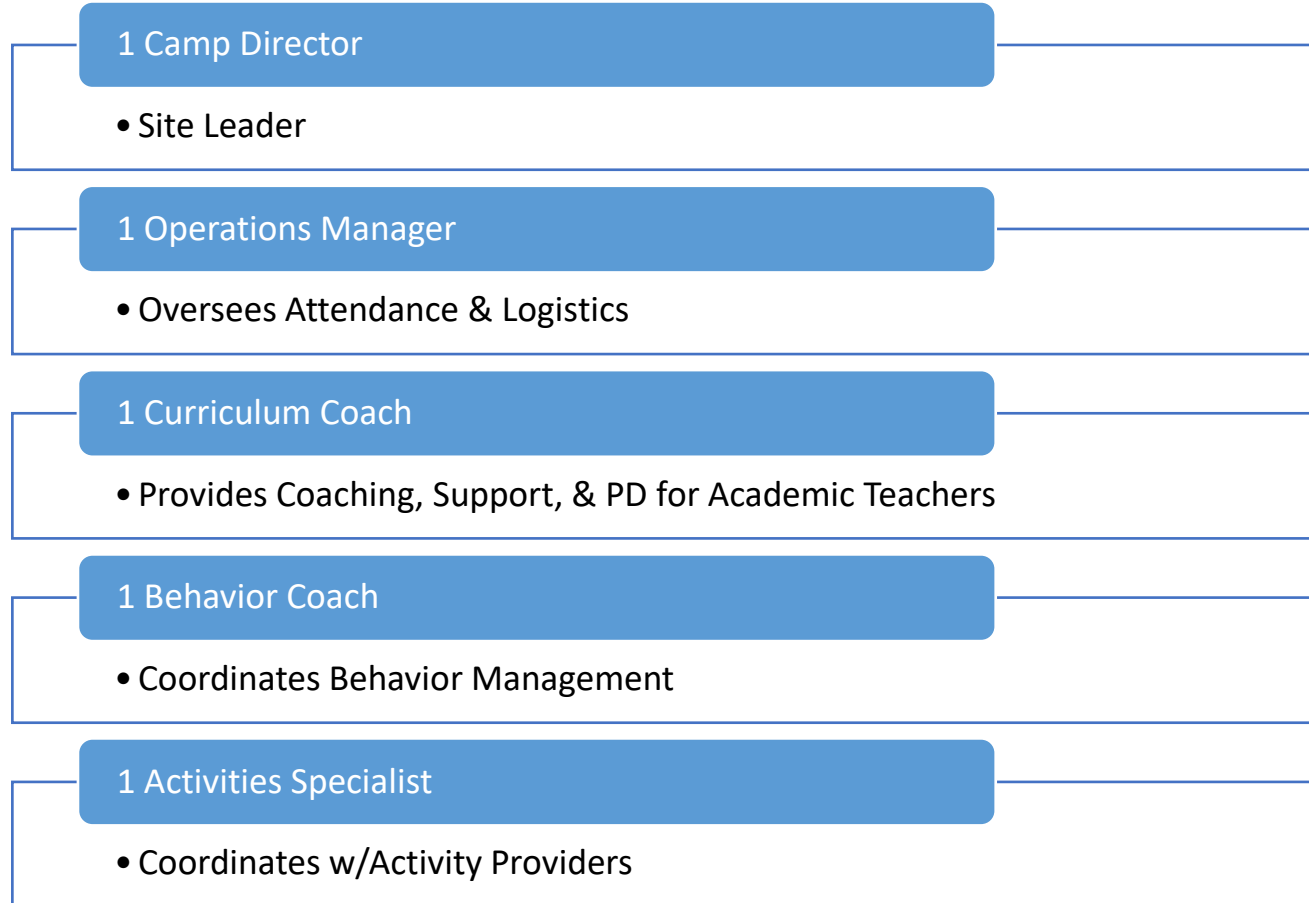 1 Camp Director
• Site Leader
1 Operations Manager
• Oversees Attendance & Logistics
1 Curriculum Coach
• Provides Coaching, Support, & PD for Academic Teachers
1 Behavior Coach
• Coordinates Behavior Management
1 Activities Specialist
• Coordinates w/Activity Providers